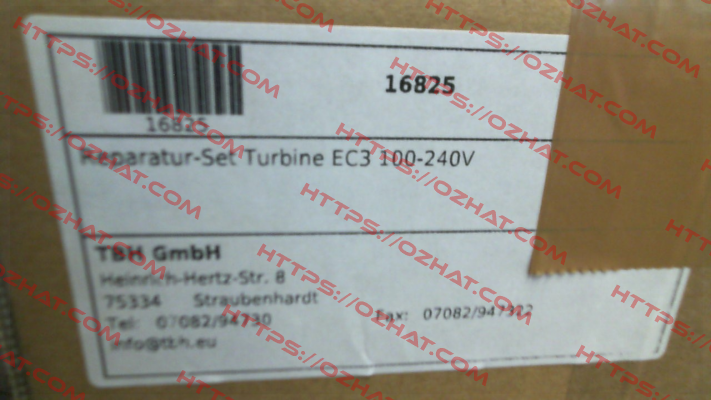 16825
16825
Reparatur-Set Turbine EC3 100-240V
TBH GmbH
Heinrich-Hertz-Str. 8
75334 Straubenhardt
Tel: 07082/94730 Fax: 07082/947322
info@tbh.eu
HTTPS://OZHAT.COM